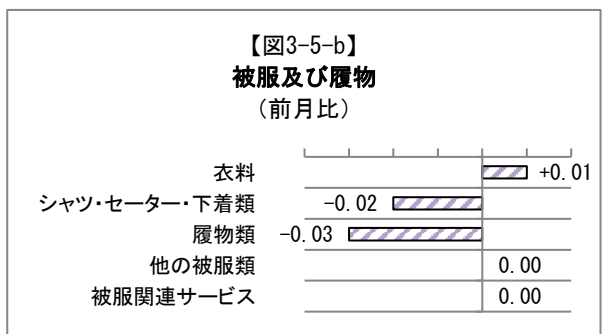 【図3-5-b】
被服及び履物
（前月比）
衣料 +0.01
シャツ・セーター・下着類 -0.02
履物類 -0.03
他の被服類 0.00
被服関連サービス 0.00